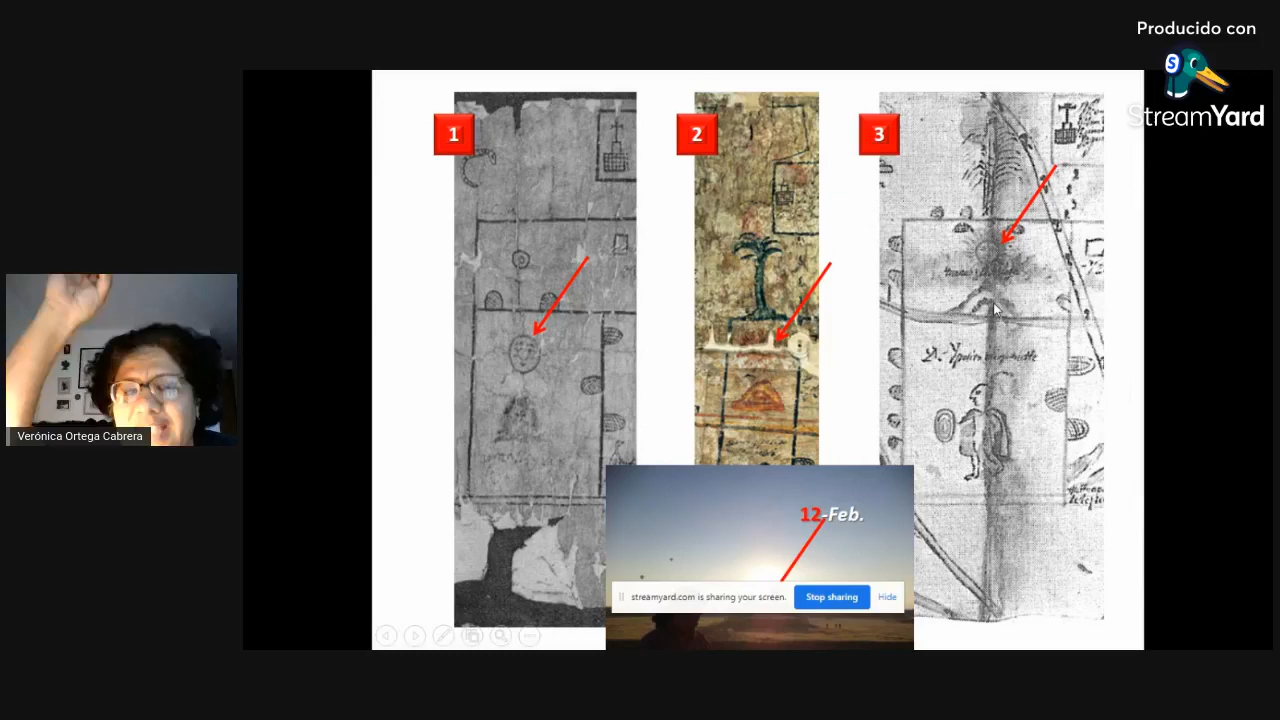 Producido con
StreamYard
1
2
3
12-Feb.
streamyard.com is sharing your screen.
Stop sharing
Hide
Verónica Ortega Cabrera